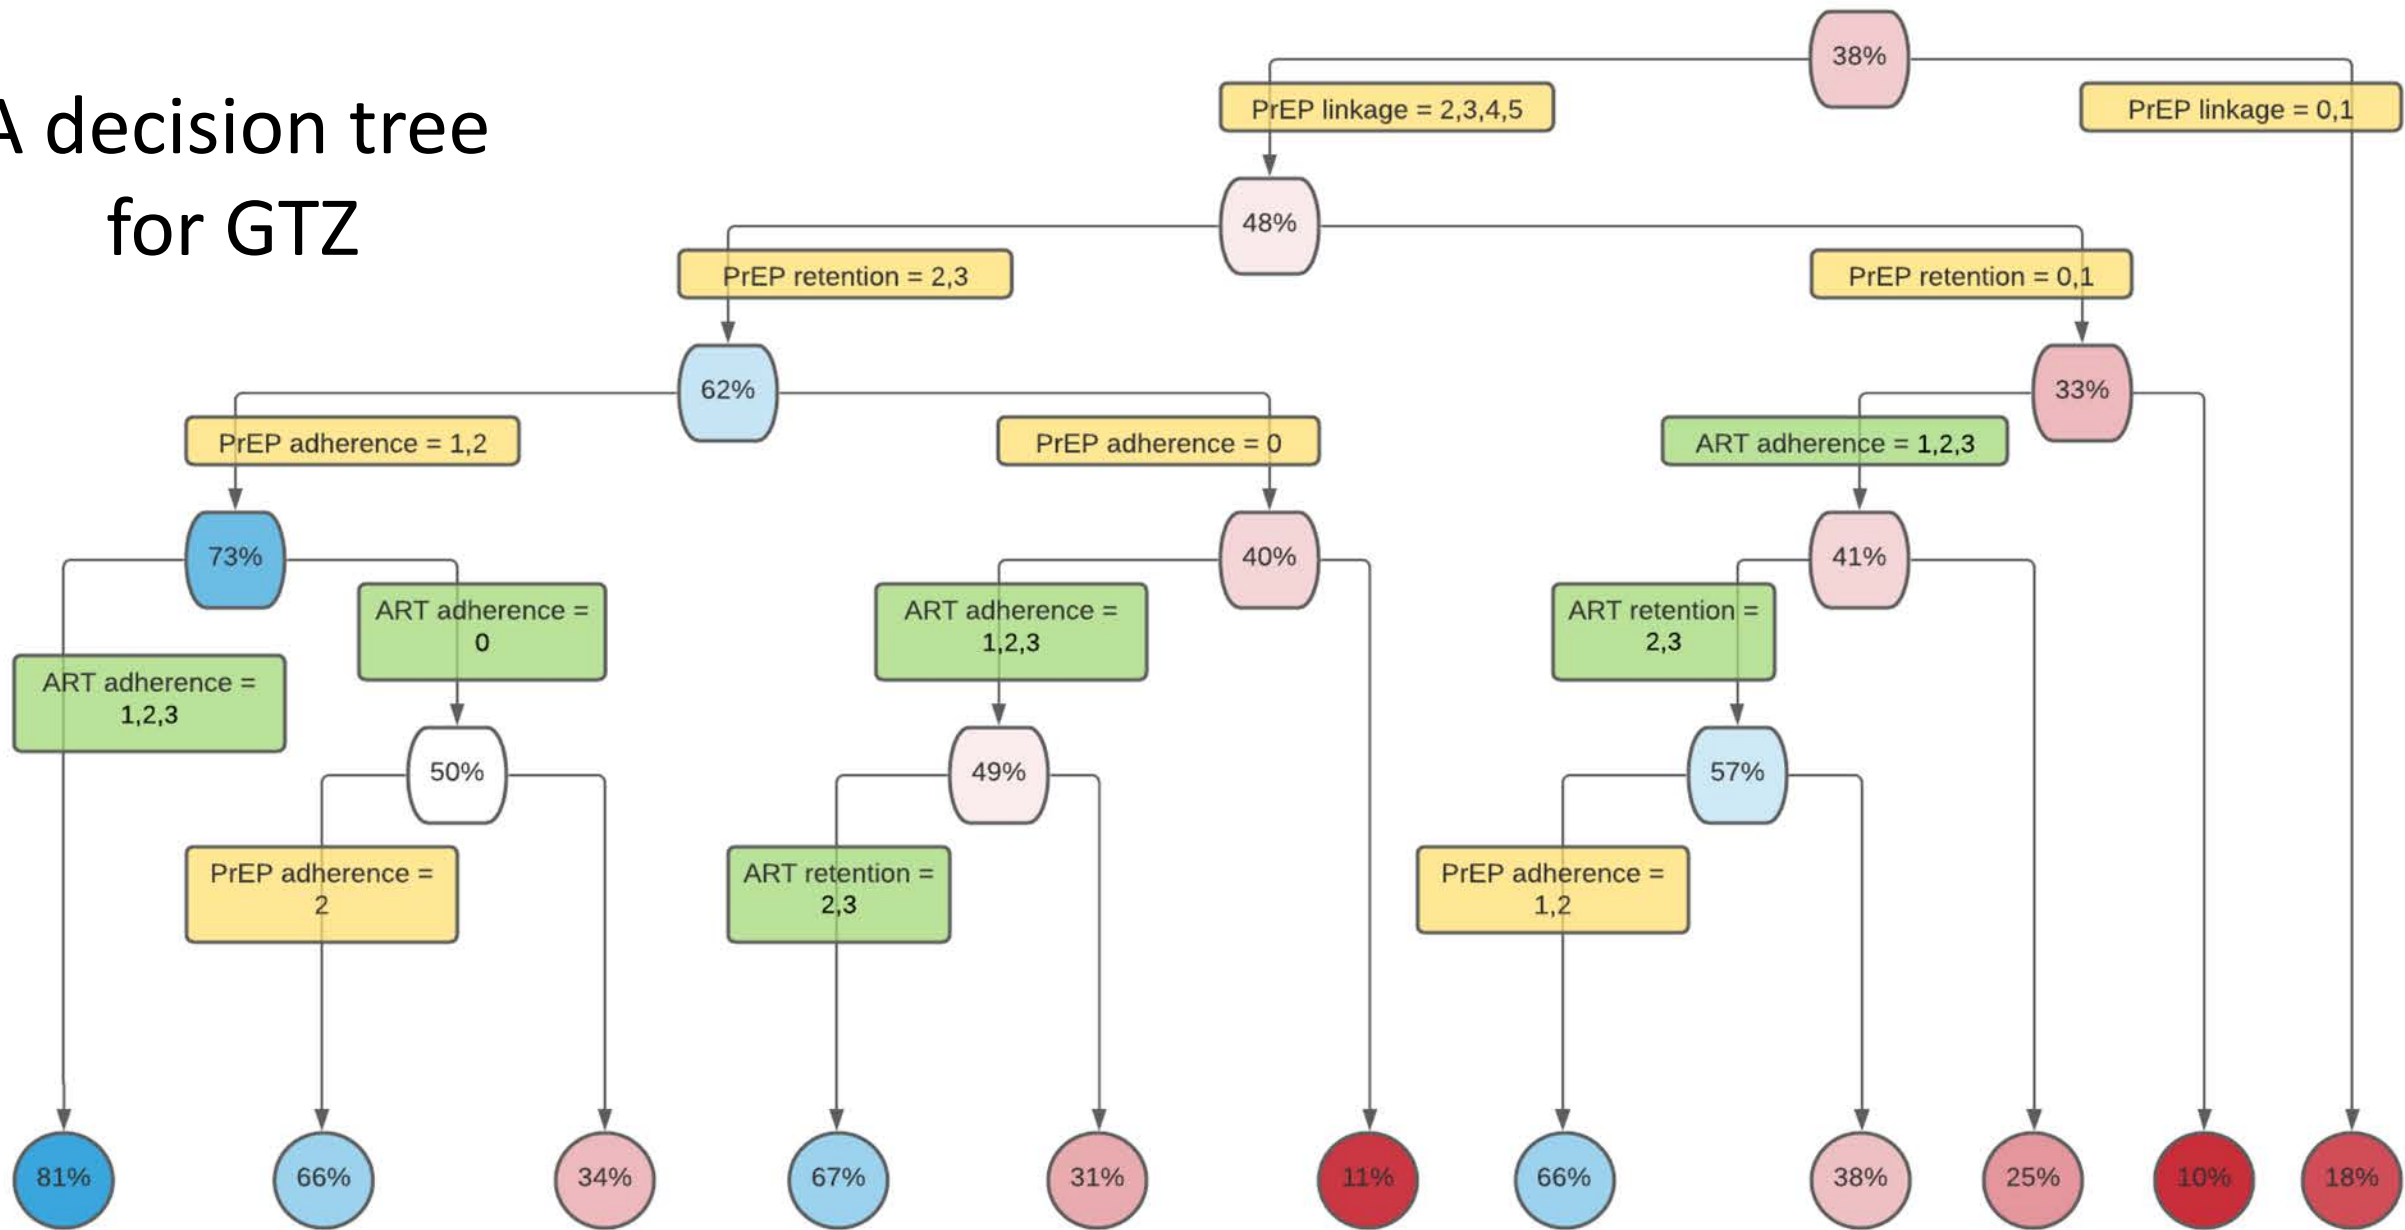 38%
PrEP linkage = 2,3,4,5
PrEP linkage = 0,1
A decision tree
for GTZ
48%
PrEP retention = 2,3
PrEP retention = 0,1
62%
33%
PrEP adherence = 1,2
PrEP adherence = 0
ART adherence = 1,2,3
73%
40%
41%
ART adherence =
1,2,3
ART adherence =
0
ART adherence =
1,2,3
ART retention =
2,3
50%
49%
57%
PrEP adherence =
2
ART retention =
2,3
PrEP adherence =
1,2
81%
66%
34%
67%
31%
11%
66%
38%
25%
10%
18%